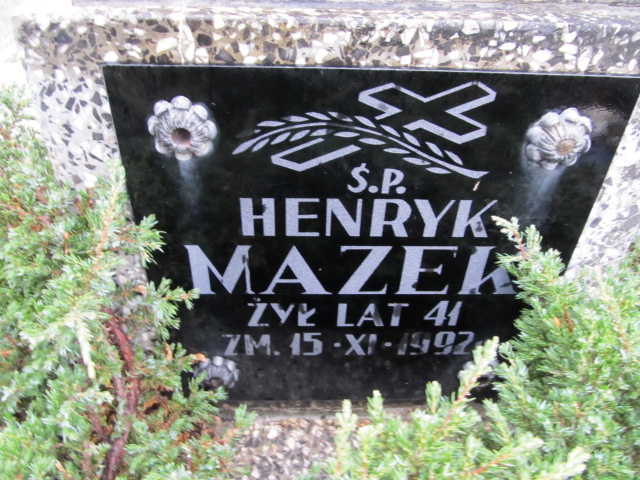 Ś.P.
HENRYK
MAZEK
ŻYŁ LAT 41
ZM. 15·XI·1992